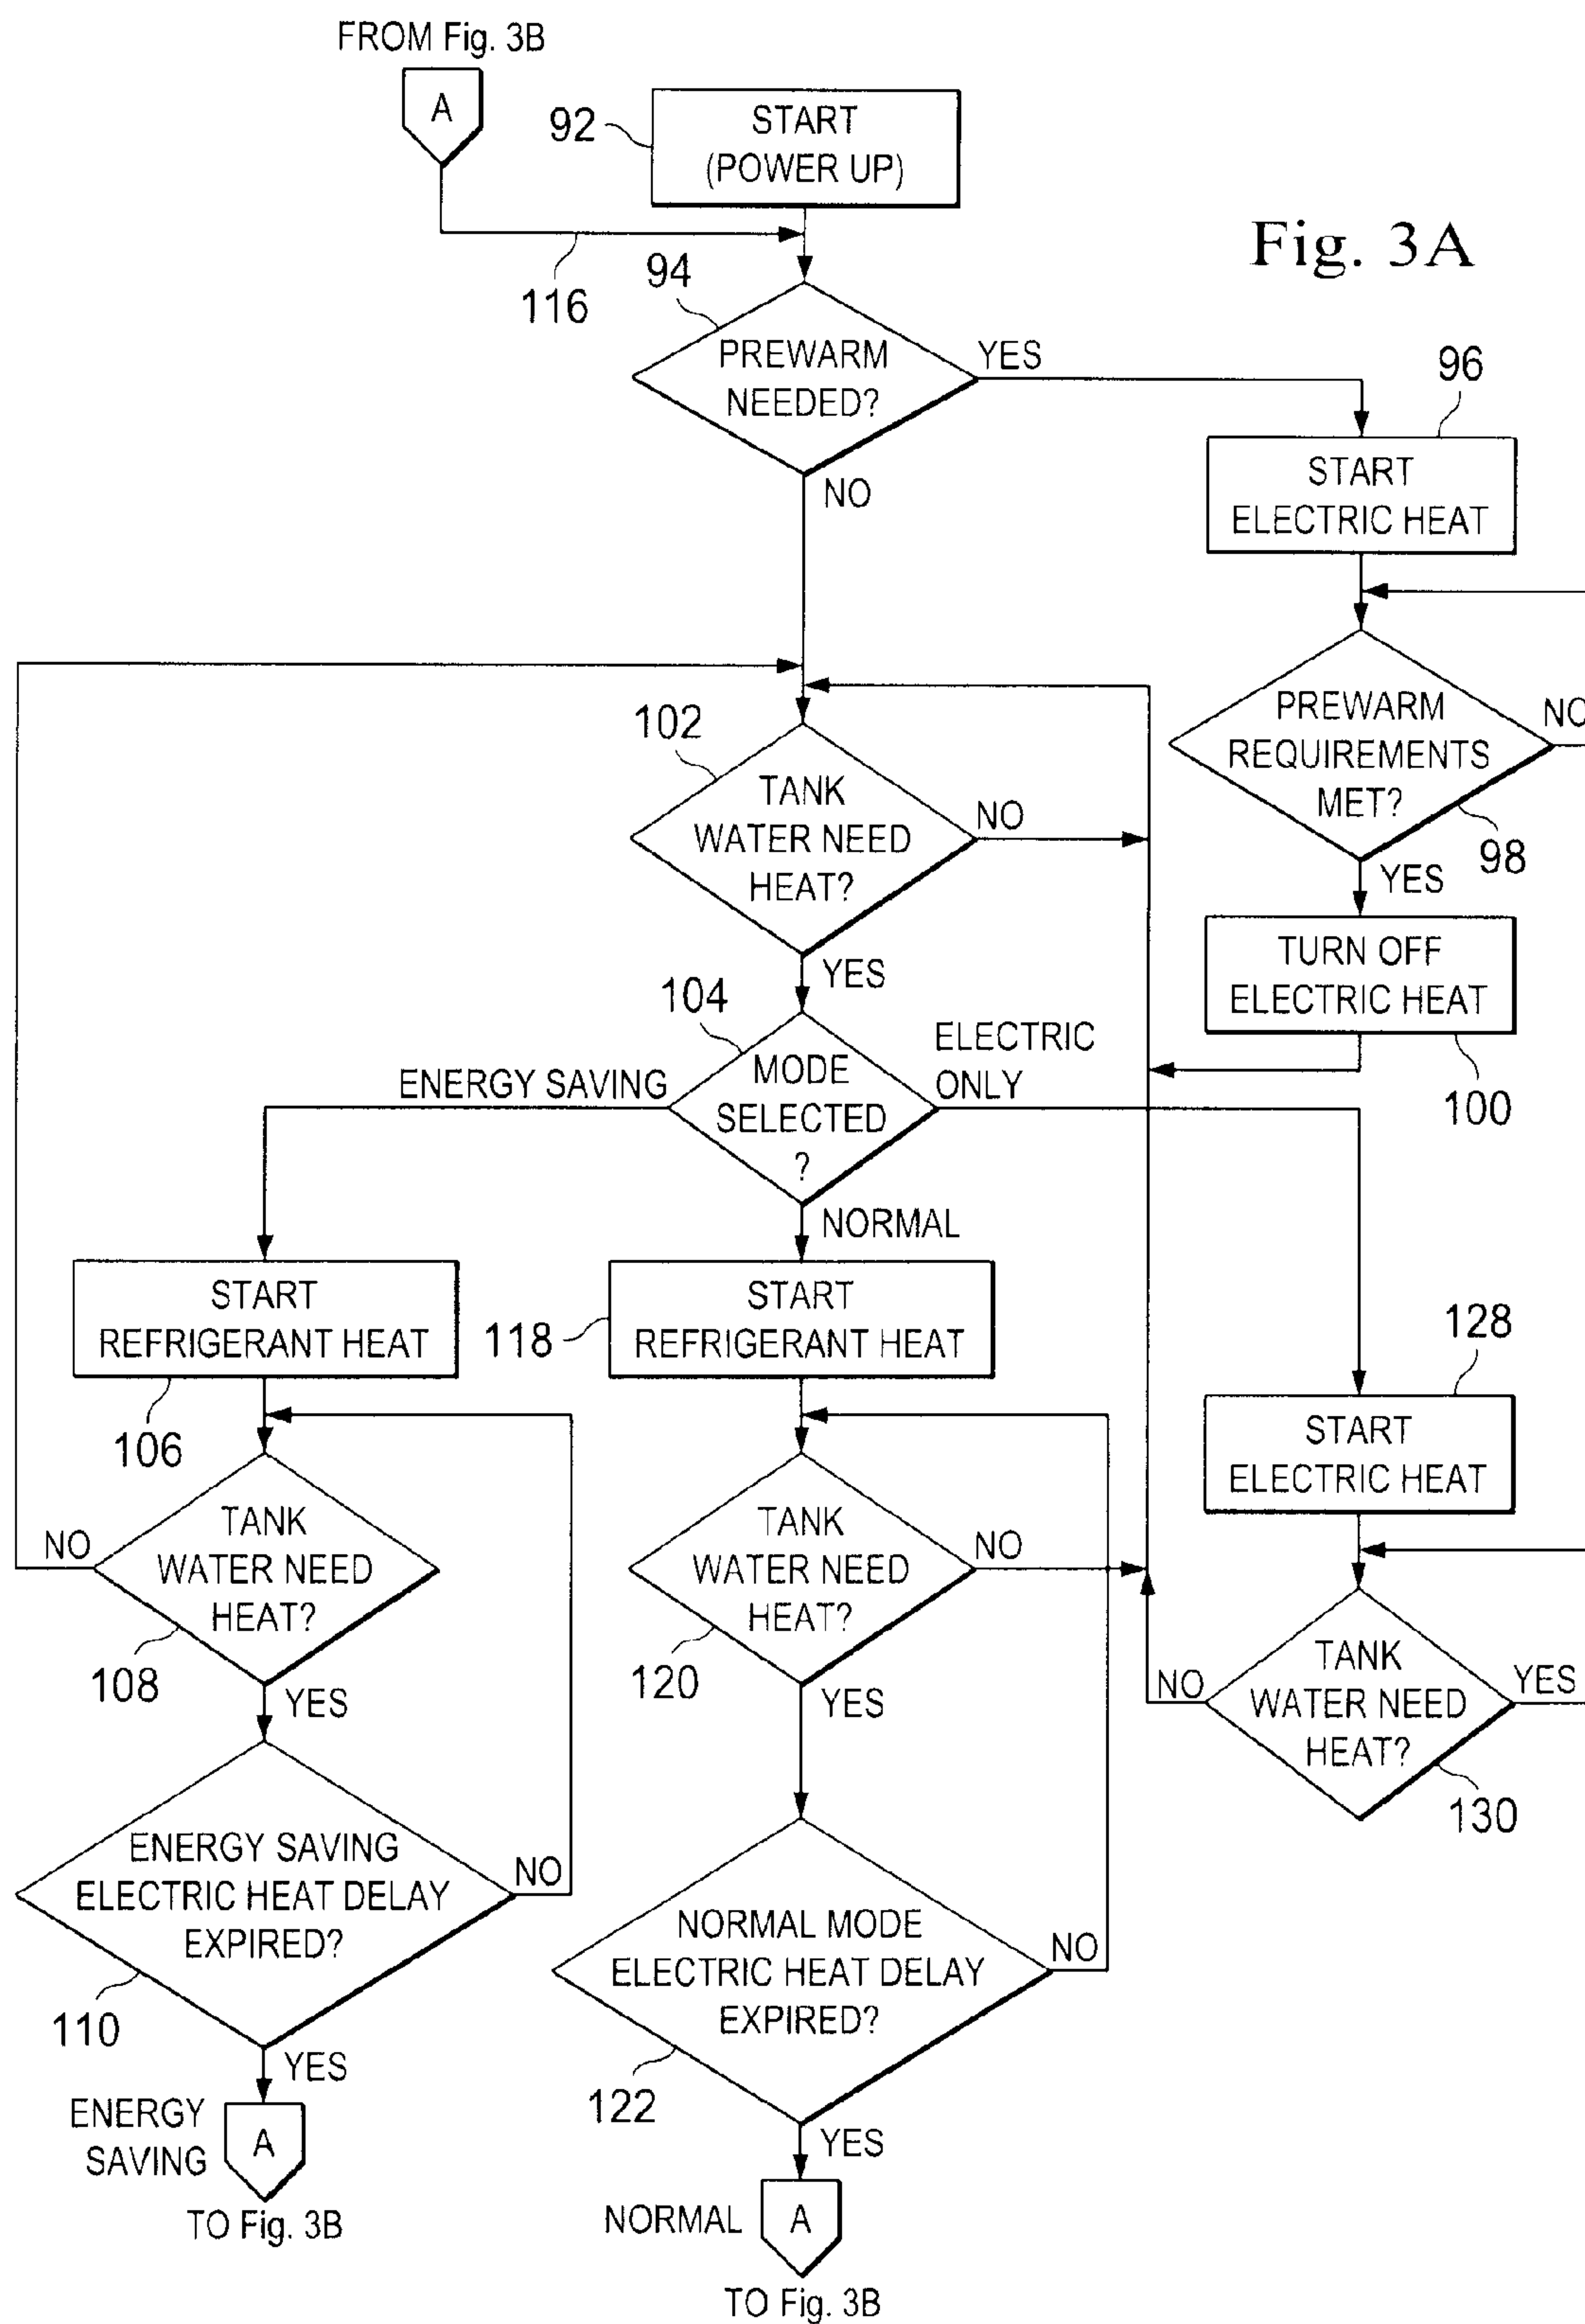 FROM Fig. 3B
A
92
START
(POWER UP)
Fig. 3A
116
94
PREWARM
NEEDED?
YES
NO
96
START
ELECTRIC HEAT
PREWARM
REQUIREMENTS
MET?
NO
98
YES
TURN OFF
ELECTRIC HEAT
100
102
TANK
WATER NEED
HEAT?
NO
YES
104
MODE
SELECTED
?
ENERGY SAVING
ELECTRIC
ONLY
NORMAL
START
REFRIGERANT HEAT
106
118
START
REFRIGERANT HEAT
128
START
ELECTRIC HEAT
NO
TANK
WATER NEED
HEAT?
108
YES
TANK
WATER NEED
HEAT?
NO
120
YES
NO
TANK
WATER NEED
HEAT?
YES
130
ENERGY SAVING
ELECTRIC HEAT DELAY
EXPIRED?
NO
110
YES
NORMAL MODE
ELECTRIC HEAT DELAY
EXPIRED?
NO
122
YES
ENERGY
SAVING
A
TO Fig. 3B
NORMAL
A
TO Fig. 3B